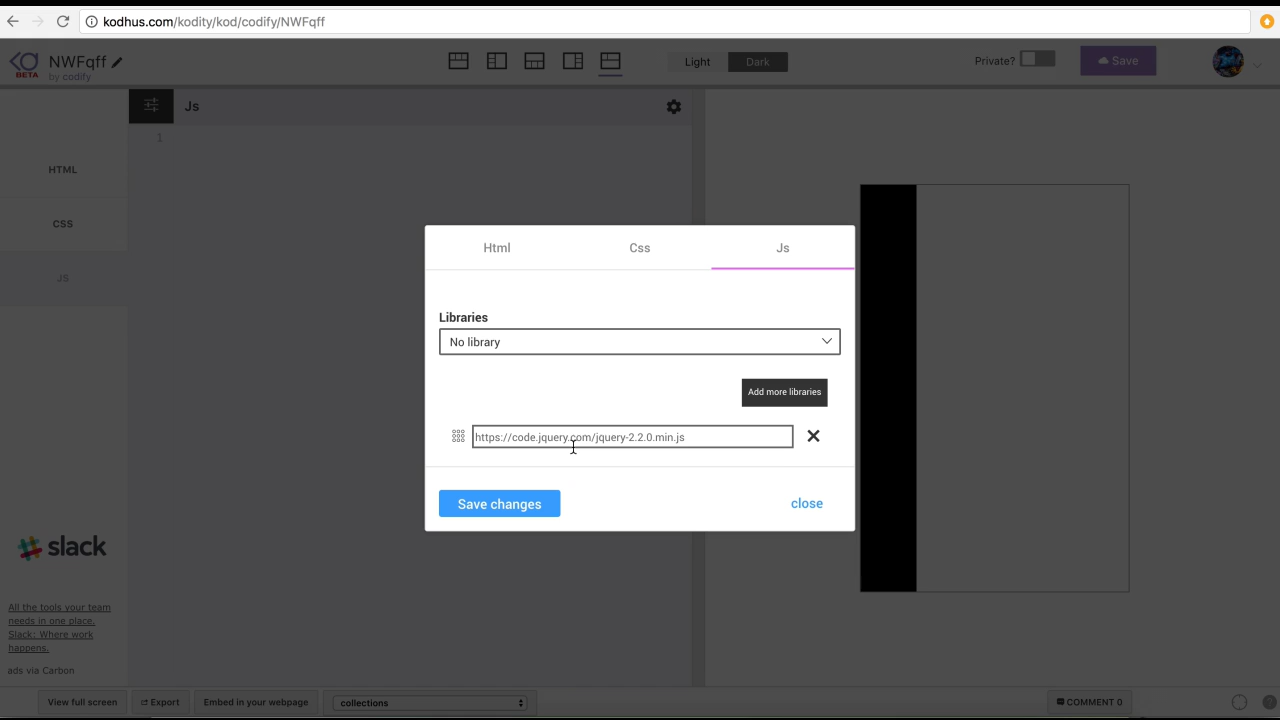 kodhus.com/kodity/kod/codify/NWFqff
NWFqff
BETA
by codify
Light
Dark
Private?
Save
Js
1
HTML
CSS
JS
Html
Css
Js
Libraries
No library
Add more libraries
https://code.jquery.com/jquery-2.2.0.min.js
Save changes
close
slack
All the tools your team
needs in one place.
Slack: Where work
happens.
ads via Carbon
View full screen
Export
Embed in your webpage
collections
COMMENT 0
?